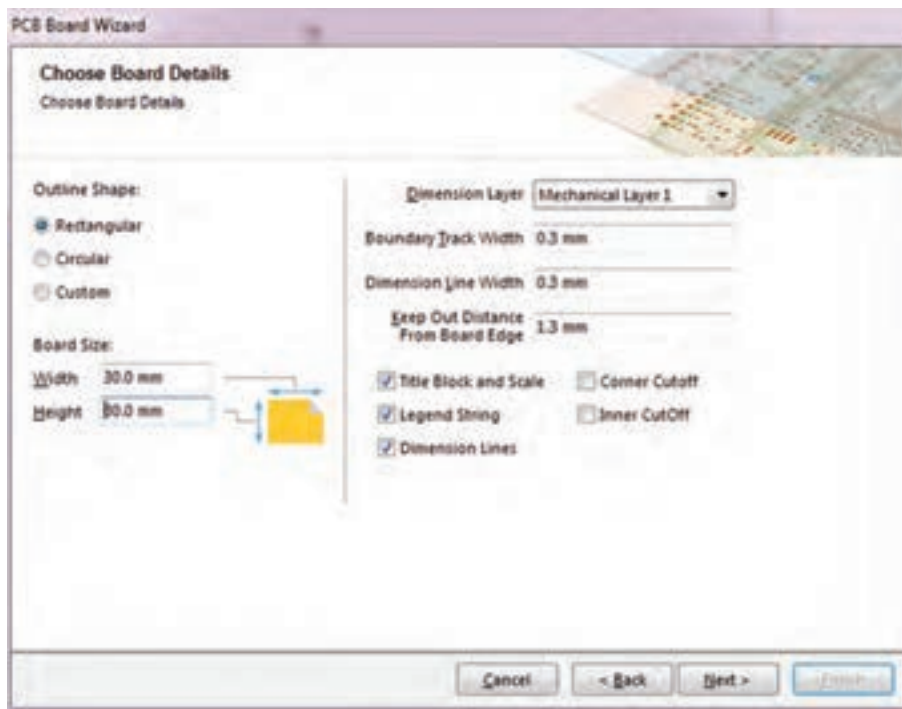 PCB Board Wizard
Choose Board Details
Choose Board Details
Outline Shape:
Rectangular
Circular
Custom
Board Size:
Width 30.0 mm
Height 30.0 mm
Dimension Layer Mechanical Layer 1
Boundary Track Width 0.3 mm
Dimension Line Width 0.3 mm
Keep Out Distance
From Board Edge 1.3 mm
Title Block and Scale Corner Cutoff
Legend String Inner CutOff
Dimension Lines
Cancel < Back Next > Finish